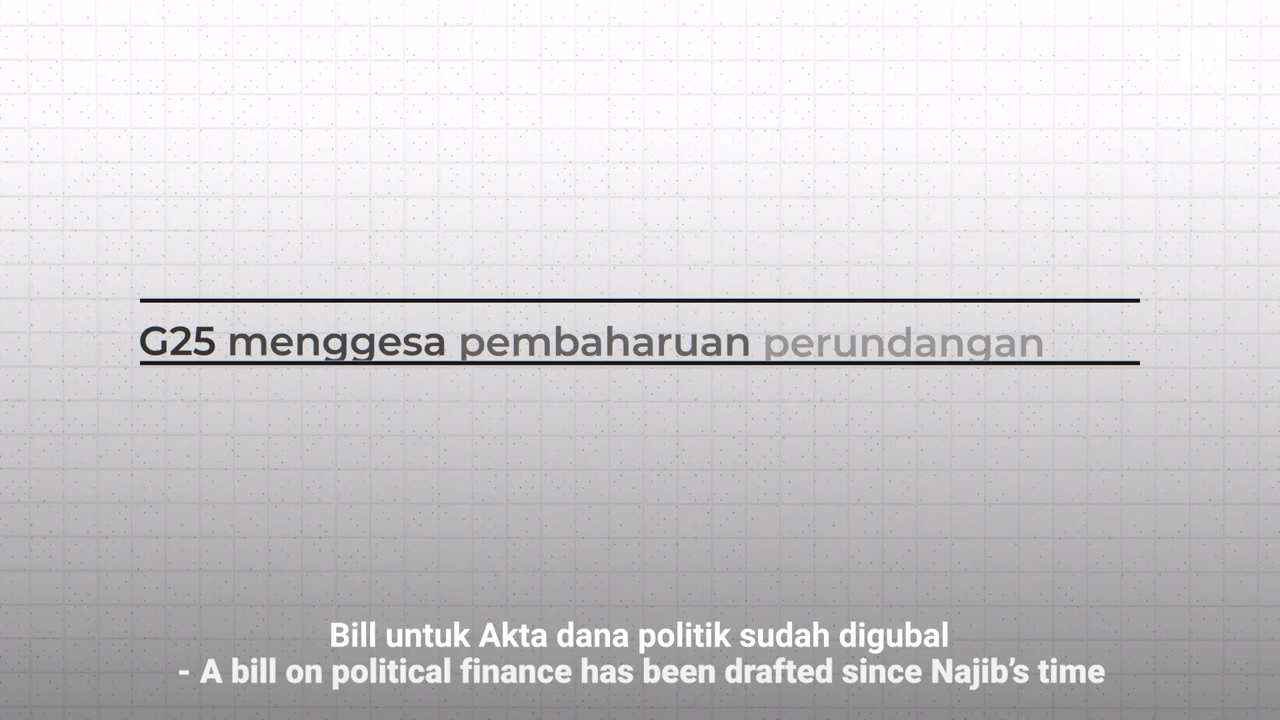 G25 menggesa pembaharuan perundangan
Bill untuk Akta dana politik sudah digubal
- A bill on political finance has been drafted since Najib’s time